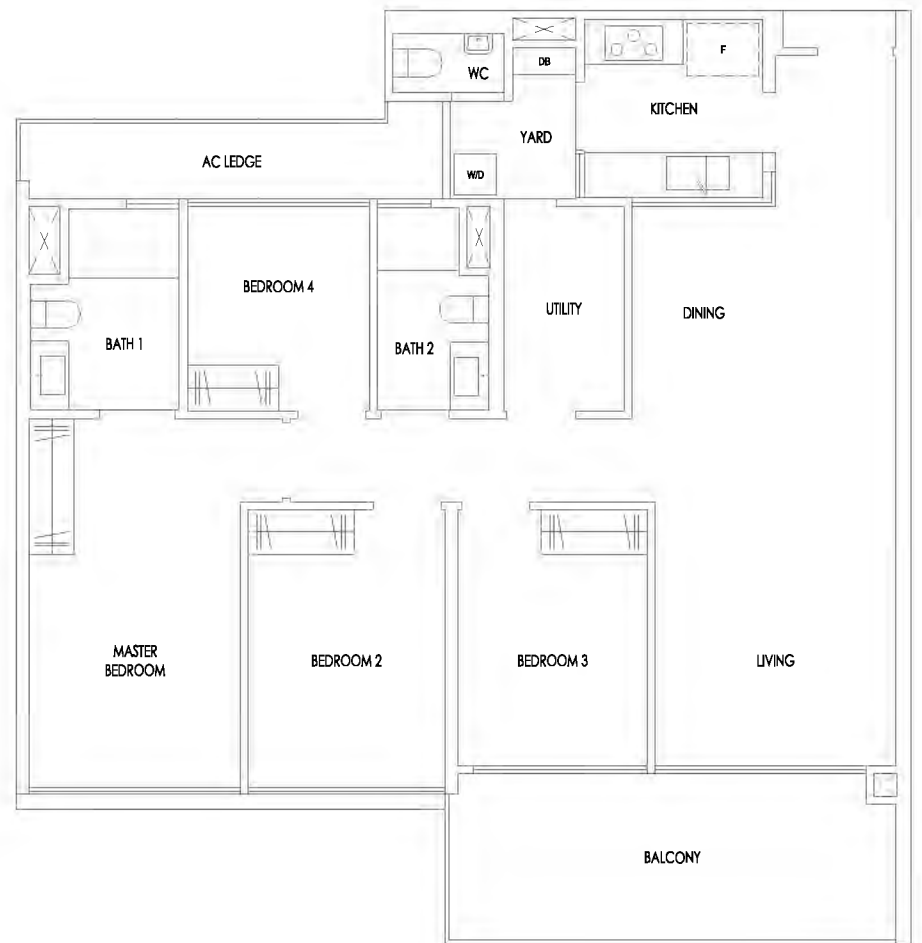 F
DB
WC
KITCHEN
YARD
AC LEDGE
W/D
BEDROOM 4
UTILITY
DINING
BATH 1
BATH 2
MASTER
BEDROOM
BEDROOM 2
BEDROOM 3
LIVING
BALCONY